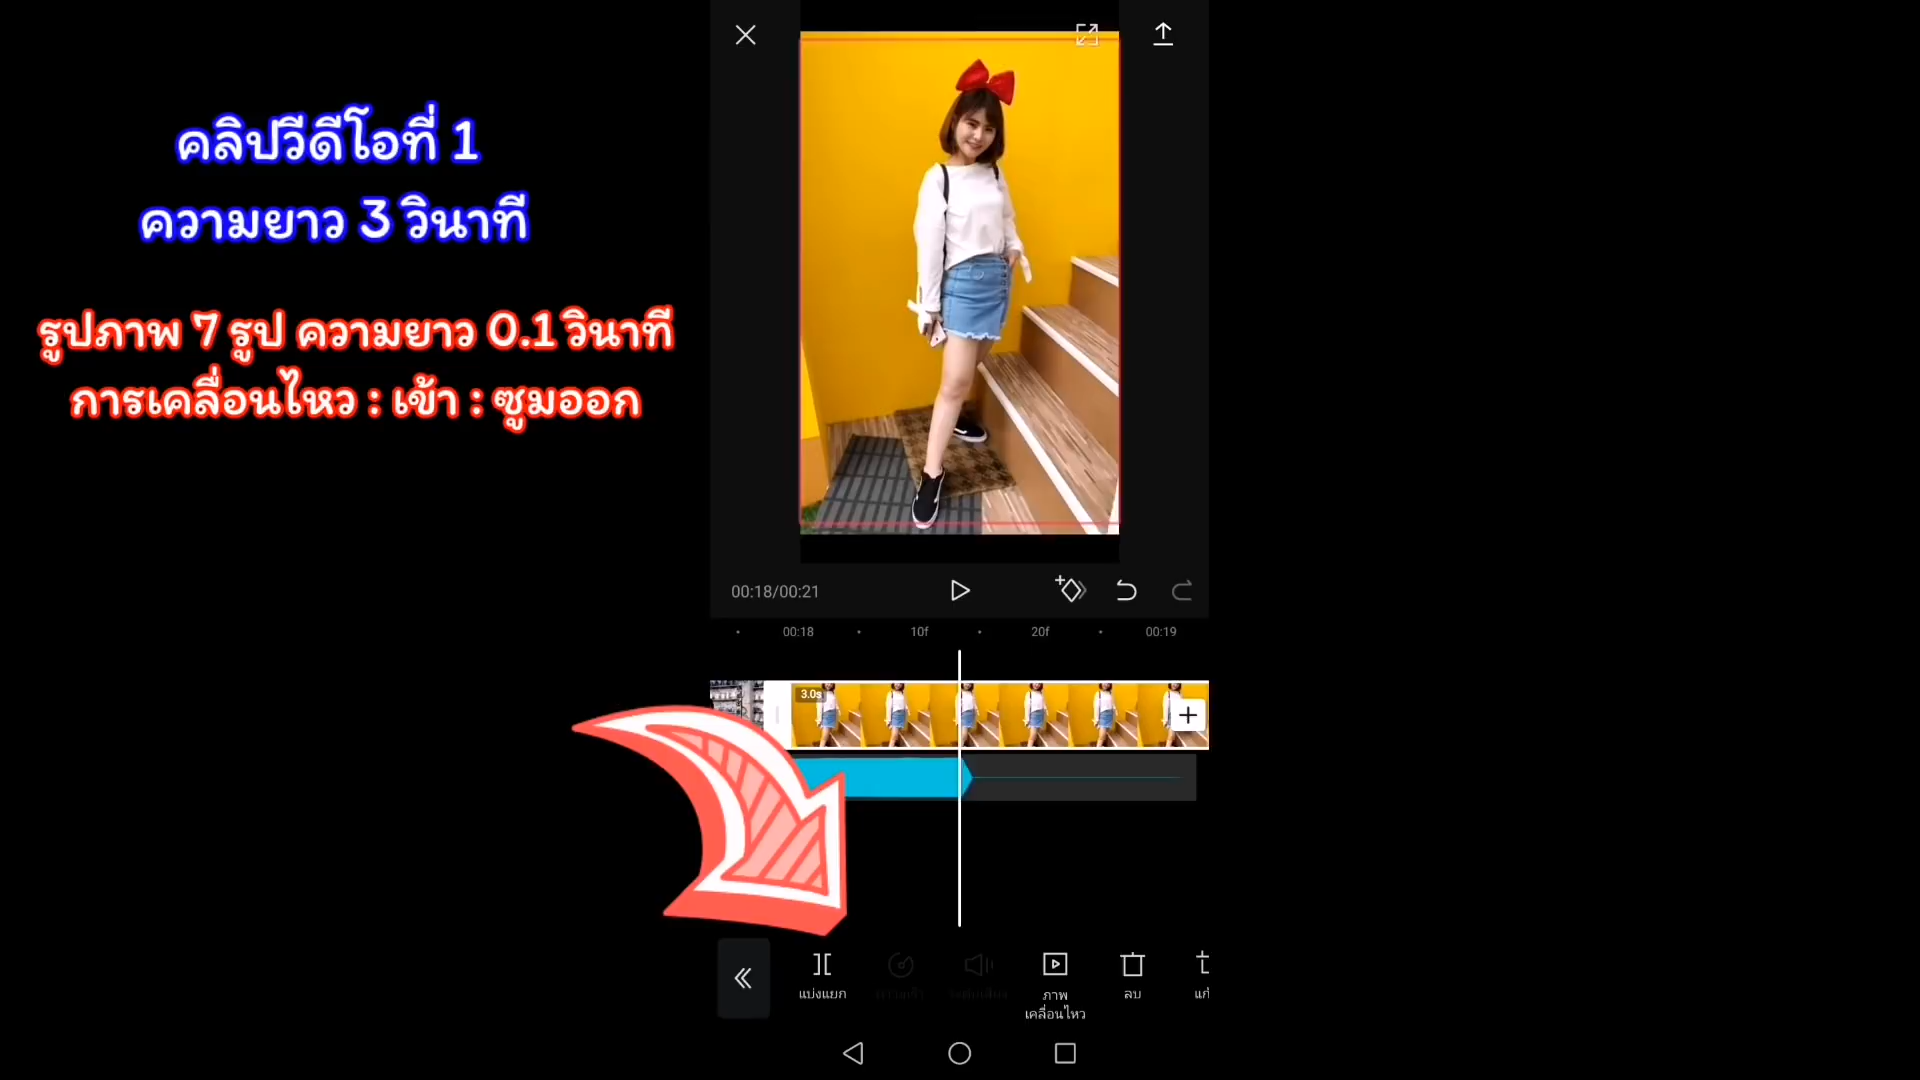 คลิปวีดีโอที่ 1
ความยาว 3 วินาที
รูปภาพ 7 รูป ความยาว 0.1 วินาที
การเคลื่อนไหว : เข้า : ซูมออก
00:18/00:21
00:18
10f
20f
00:19
3.0s
แบ่งแยก
ภาพ
เคลื่อนไหว
ลบ
แก้